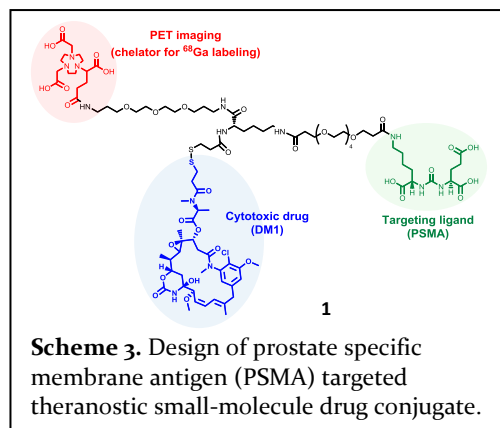 PET imaging
(chelator for ⁶⁸Ga labeling)
Cytotoxic drug
(DM1)
Targeting ligand
(PSMA)
1
Scheme 3. Design of prostate specific
membrane antigen (PSMA) targeted
theranostic small-molecule drug conjugate.